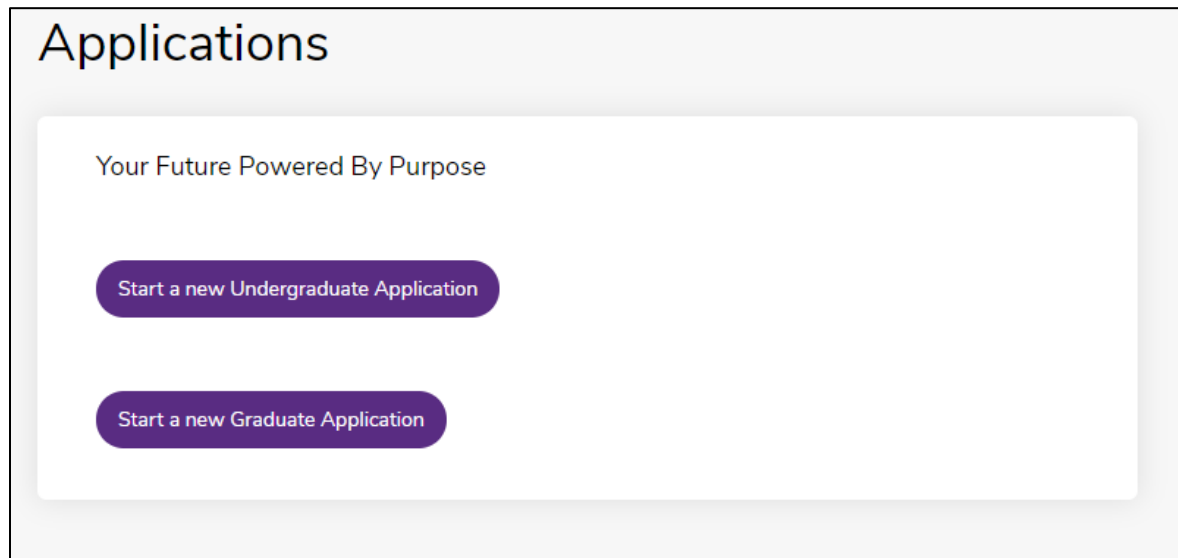 Applications
Your Future Powered By Purpose
Start a new Undergraduate Application
Start a new Graduate Application